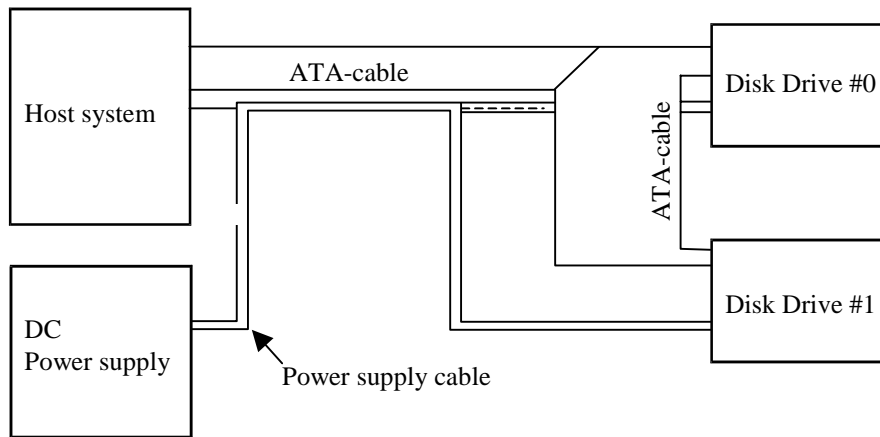 Host system
ATA-cable
Disk Drive #0
ATA-cable
DC
Power supply
Power supply cable
Disk Drive #1